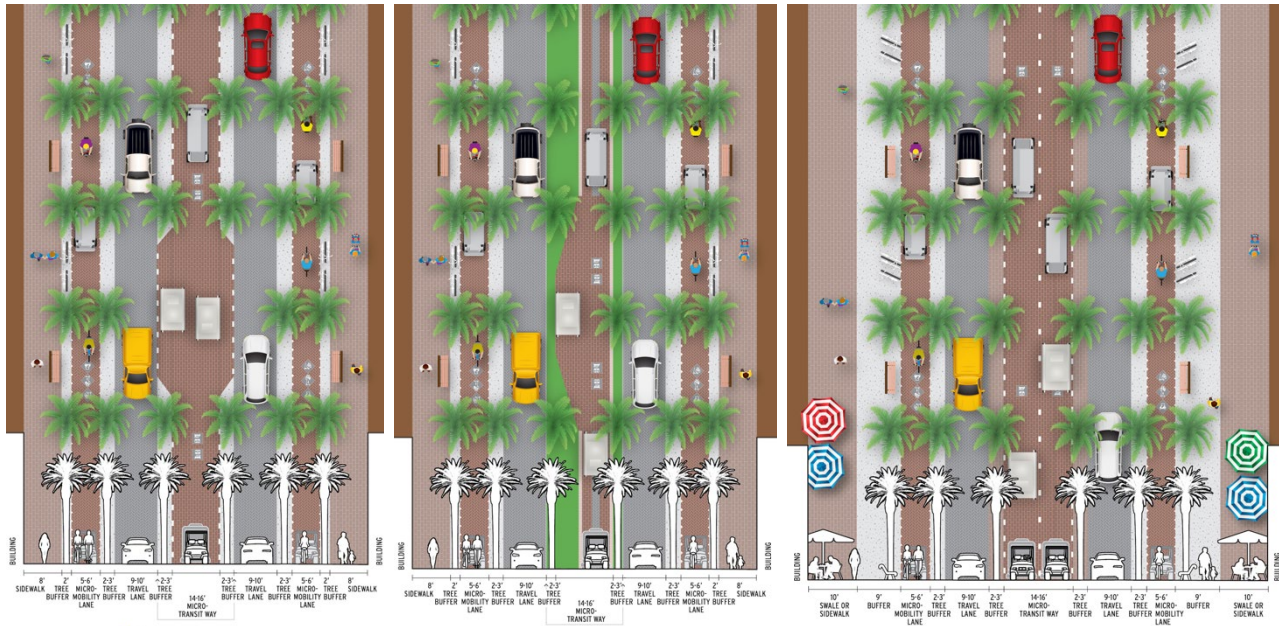 BUILDING
8'
SIDEWALK
2'
TREE
BUFFER
5-6'
MICRO-
MOBILITY
LANE
2-3'
TREE
BUFFER
9-10'
TRAVEL
LANE
2-3'
TREE
BUFFER
14-16'
MICRO-
TRANSIT WAY
2-3'
TREE
BUFFER
9-10'
TRAVEL
LANE
2-3'
TREE
BUFFER
5-6'
MICRO-
MOBILITY
LANE
2'
TREE
BUFFER
8'
SIDEWALK
BUILDING
BUILDING
8'
SIDEWALK
2'
TREE
BUFFER
5-6'
MICRO-
MOBILITY
LANE
2-3'
TREE
BUFFER
9-10'
TRAVEL
LANE
2-3'
TREE
BUFFER
14-16'
MICRO-
TRANSIT WAY
2-3'
TREE
BUFFER
9-10'
TRAVEL
LANE
2-3'
TREE
BUFFER
5-6'
MICRO-
MOBILITY
LANE
2'
TREE
BUFFER
8'
SIDEWALK
BUILDING
BUILDING
10'
SWALE OR
SIDEWALK
9'
BUFFER
5-6'
MICRO-
MOBILITY
LANE
2-3'
TREE
BUFFER
9-10'
TRAVEL
LANE
2-3'
TREE
BUFFER
14-16'
MICRO-
TRANSIT WAY
2-3'
TREE
BUFFER
9-10'
TRAVEL
LANE
2-3'
TREE
BUFFER
5-6'
MICRO-
MOBILITY
LANE
9'
BUFFER
10'
SWALE OR
SIDEWALK
BUILDING